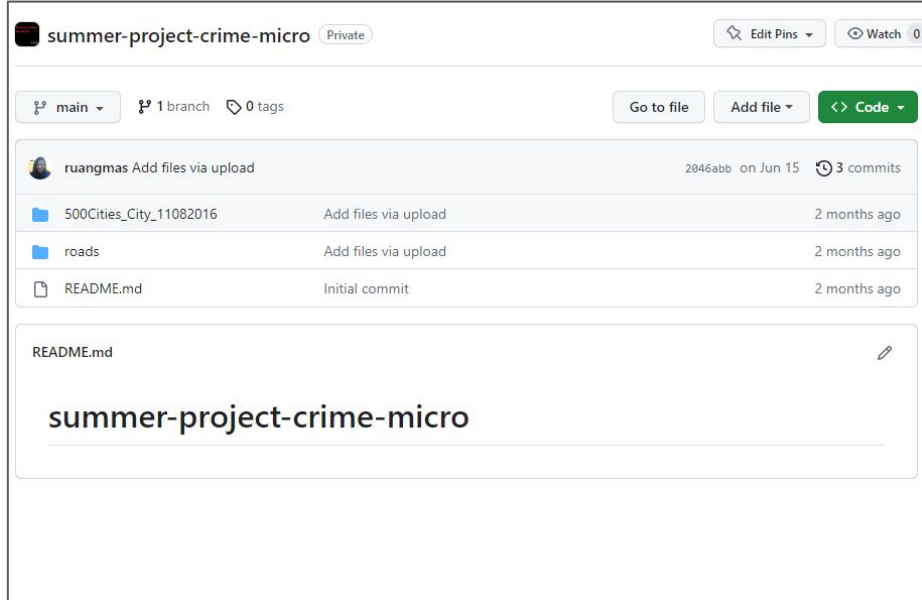 summer-project-crime-micro Private Edit Pins Watch 0
main 1 branch 0 tags Go to file Add file <> Code
ruangmas Add files via upload 2046abb on Jun 15 3 commits
500Cities_City_11082016 Add files via upload 2 months ago
roads Add files via upload 2 months ago
README.md Initial commit 2 months ago
README.md
summer-project-crime-micro